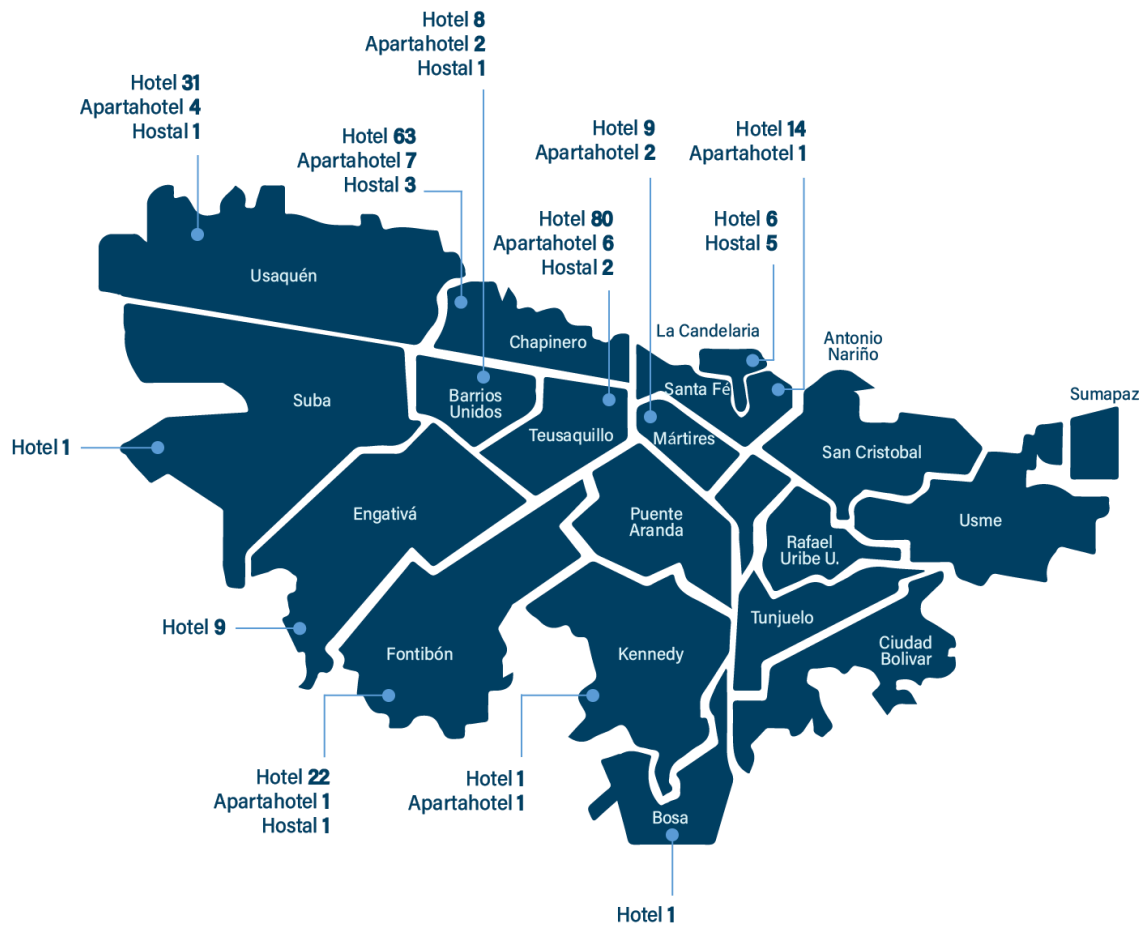 Hotel 8
Apartahotel 2
Hostal 1
Hotel 31
Apartahotel 4
Hostal 1
Hotel 63
Apartahotel 7
Hostal 3
Hotel 9
Apartahotel 2
Hotel 14
Apartahotel 1
Hotel 80
Apartahotel 6
Hostal 2
Hotel 6
Hostal 5
Usaquén
Chapinero
La Candelaria
Antonio
Nariño
Santa Fé
Sumapaz
Suba
Barrios
Unidos
Teusaquillo
Mártires
San Cristobal
Hotel 1
Engativá
Puente
Aranda
Usme
Rafael
Uribe U.
Hotel 9
Fontibón
Kennedy
Tunjuelo
Ciudad
Bolivar
Hotel 22
Apartahotel 1
Hostal 1
Hotel 1
Apartahotel 1
Bosa
Hotel 1